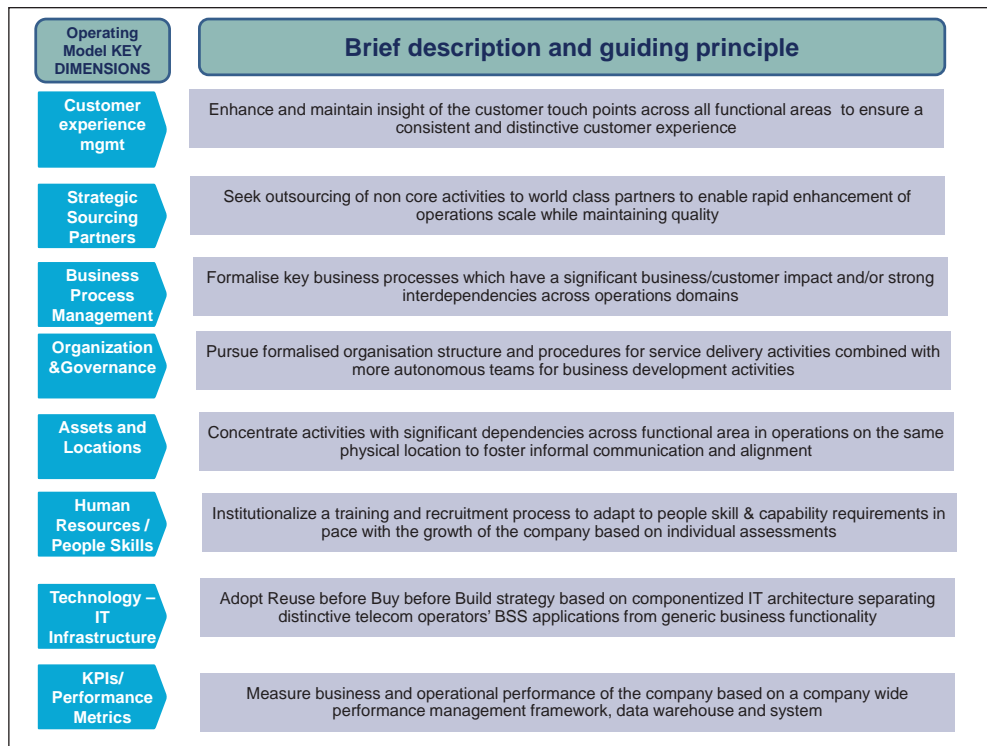 Operating
Model KEY
DIMENSIONS
Brief description and guiding principle
Customer
experience
mgmt
Enhance and maintain insight of the customer touch points across all functional areas to ensure a
consistent and distinctive customer experience
Strategic
Sourcing
Partners
Seek outsourcing of non core activities to world class partners to enable rapid enhancement of
operations scale while maintaining quality
Business
Process
Management
Formalise key business processes which have a significant business/customer impact and/or strong
interdependencies across operations domains
Organization
&Governance
Pursue formalised organisation structure and procedures for service delivery activities combined with
more autonomous teams for business development activities
Assets and
Locations
Concentrate activities with significant dependencies across functional area in operations on the same
physical location to foster informal communication and alignment
Human
Resources /
People Skills
Institutionalize a training and recruitment process to adapt to people skill & capability requirements in
pace with the growth of the company based on individual assessments
Technology –
IT
Infrastructure
Adopt Reuse before Buy before Build strategy based on componentized IT architecture separating
distinctive telecom operators' BSS applications from generic business functionality
KPIs/
Performance
Metrics
Measure business and operational performance of the company based on a company wide
performance management framework, data warehouse and system